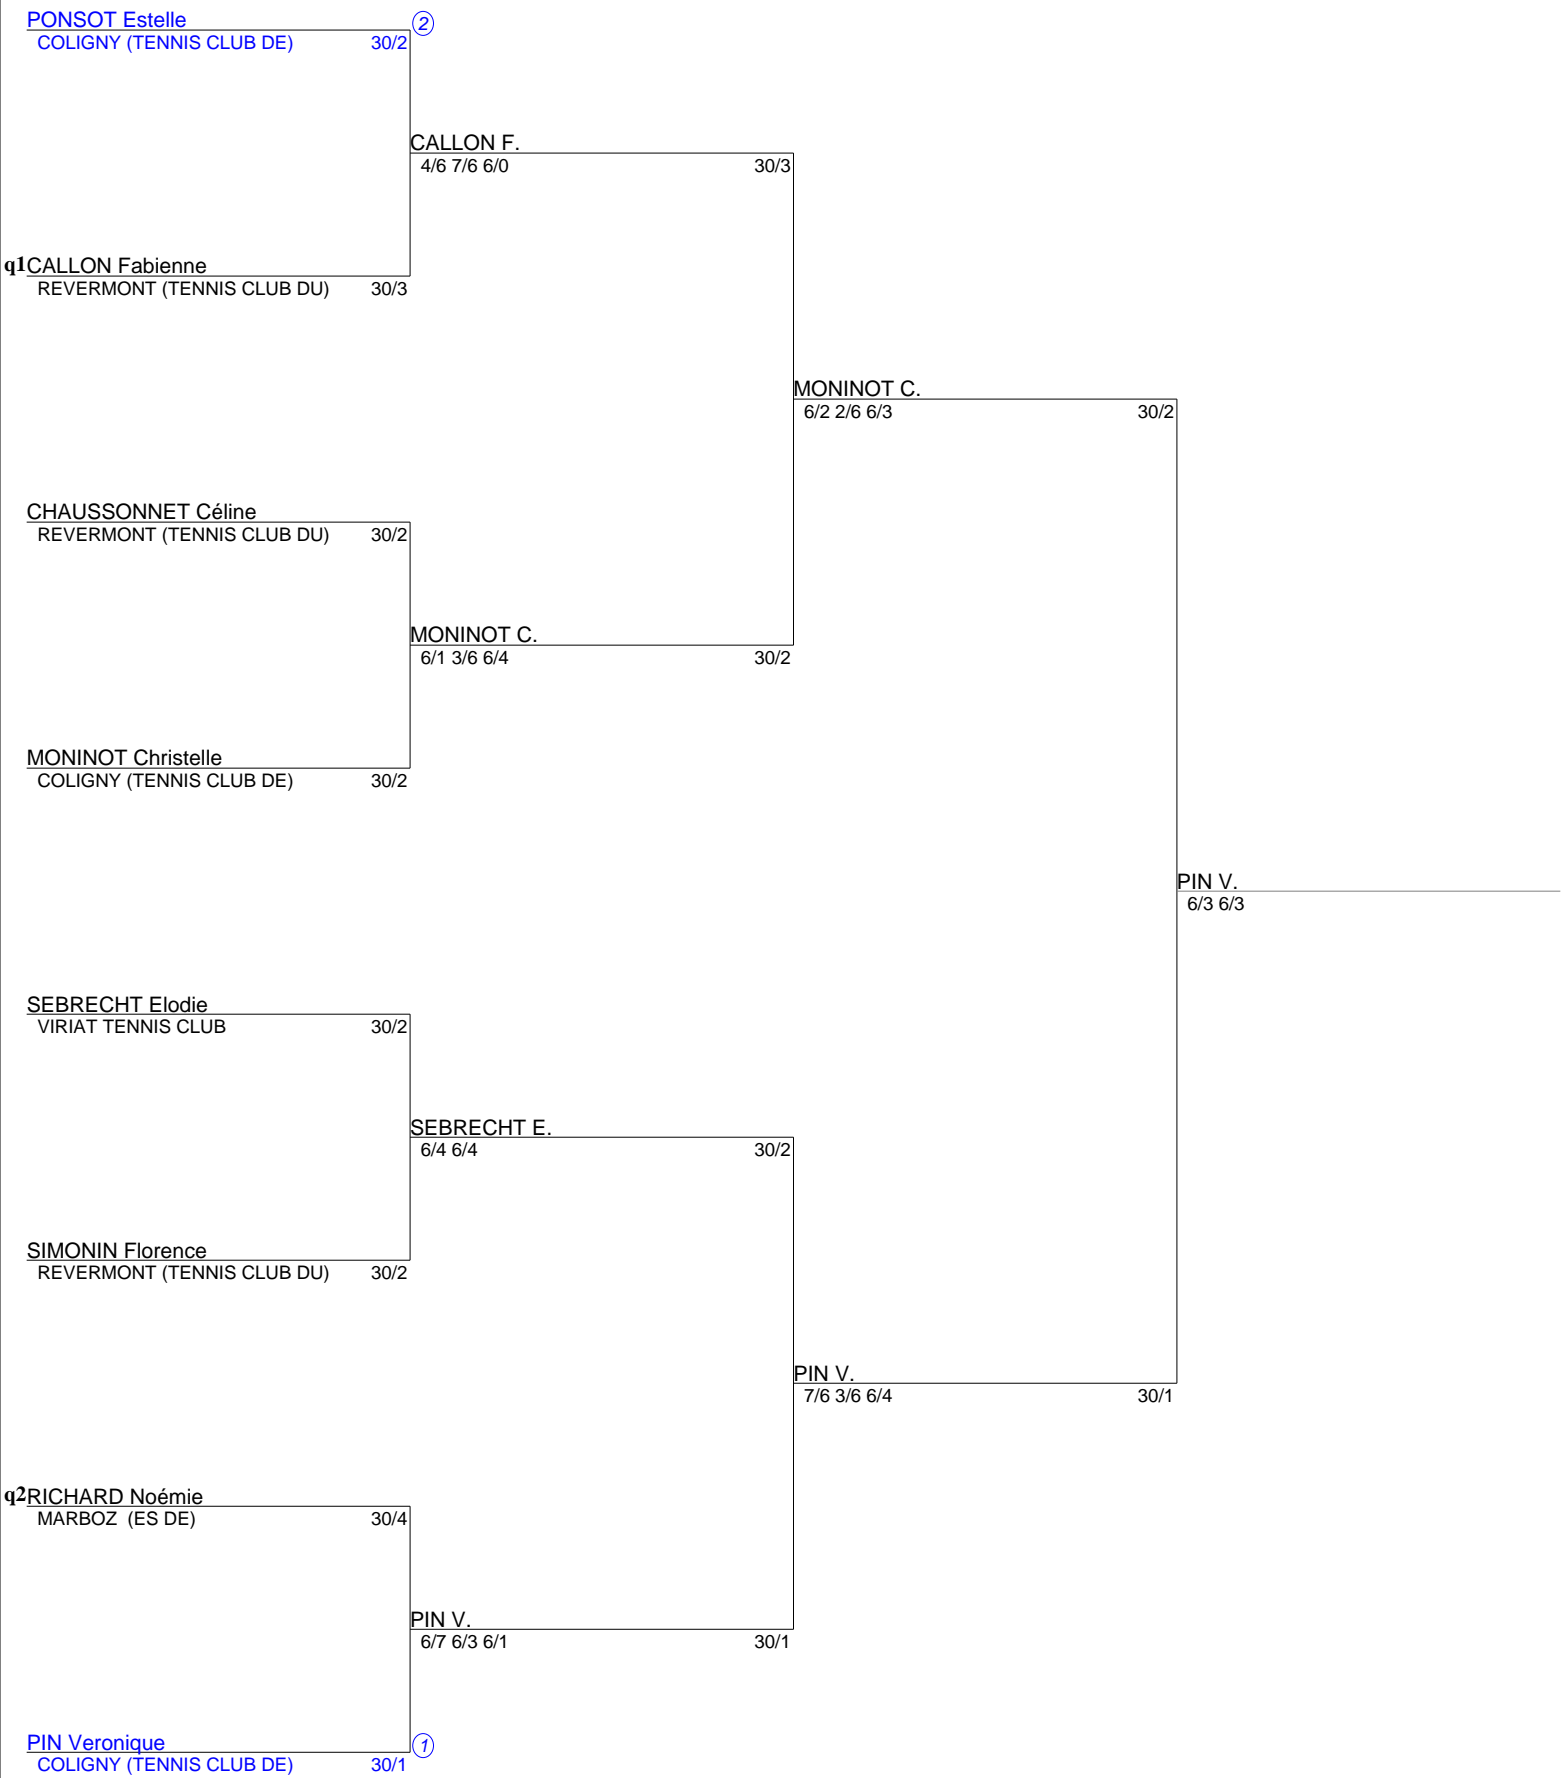 PONSOT Estelle 2
COLIGNY (TENNIS CLUB DE) 30/2
CALLON F.
4/6 7/6 6/0 30/3
q1 CALLON Fabienne
REVERMONT (TENNIS CLUB DU) 30/3
MONINOT C.
6/2 2/6 6/3 30/2
CHAUSSONNET Céline
REVERMONT (TENNIS CLUB DU) 30/2
MONINOT C.
6/1 3/6 6/4 30/2
MONINOT Christelle
COLIGNY (TENNIS CLUB DE) 30/2
PIN V.
6/3 6/3
SEBRECHT Elodie
VIRIAT TENNIS CLUB 30/2
SEBRECHT E.
6/4 6/4 30/2
SIMONIN Florence
REVERMONT (TENNIS CLUB DU) 30/2
PIN V.
7/6 3/6 6/4 30/1
q2 RICHARD Noémie
MARBOZ (ES DE) 30/4
PIN V.
6/7 6/3 6/1 30/1
PIN Veronique 1
COLIGNY (TENNIS CLUB DE) 30/1